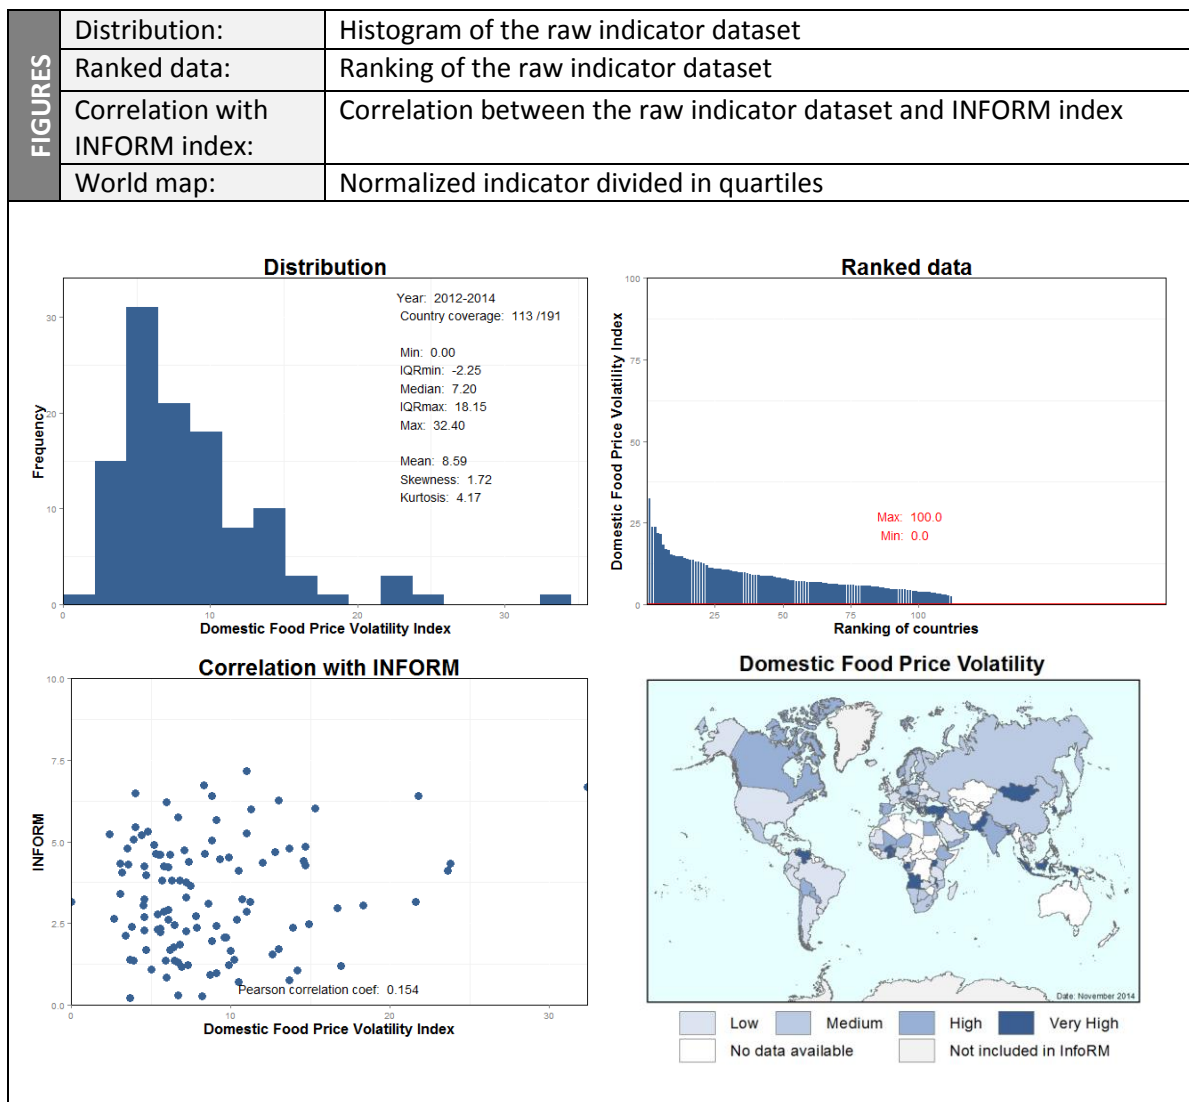 FIGURES
Distribution: Histogram of the raw indicator dataset
Ranked data: Ranking of the raw indicator dataset
Correlation with INFORM index: Correlation between the raw indicator dataset and INFORM index
World map: Normalized indicator divided in quartiles
Distribution
Frequency
30
20
10
0
Year: 2012-2014
Country coverage: 113 /191
Min: 0.00
IQRmin: -2.25
Median: 7.20
IQRmax: 18.15
Max: 32.40
Mean: 8.59
Skewness: 1.72
Kurtosis: 4.17
0 10 20 30
Domestic Food Price Volatility Index
Ranked data
Domestic Food Price Volatility Index
100
75
50
25
0
Max: 100.0
Min: 0.0
25 50 75 100
Ranking of countries
Correlation with INFORM
INFORM
10.0
7.5
5.0
2.5
0.0
Pearson correlation coef: 0.154
0 10 20 30
Domestic Food Price Volatility Index
Domestic Food Price Volatility
Date: November 2014
Low Medium High Very High
No data available Not included in InfoRM